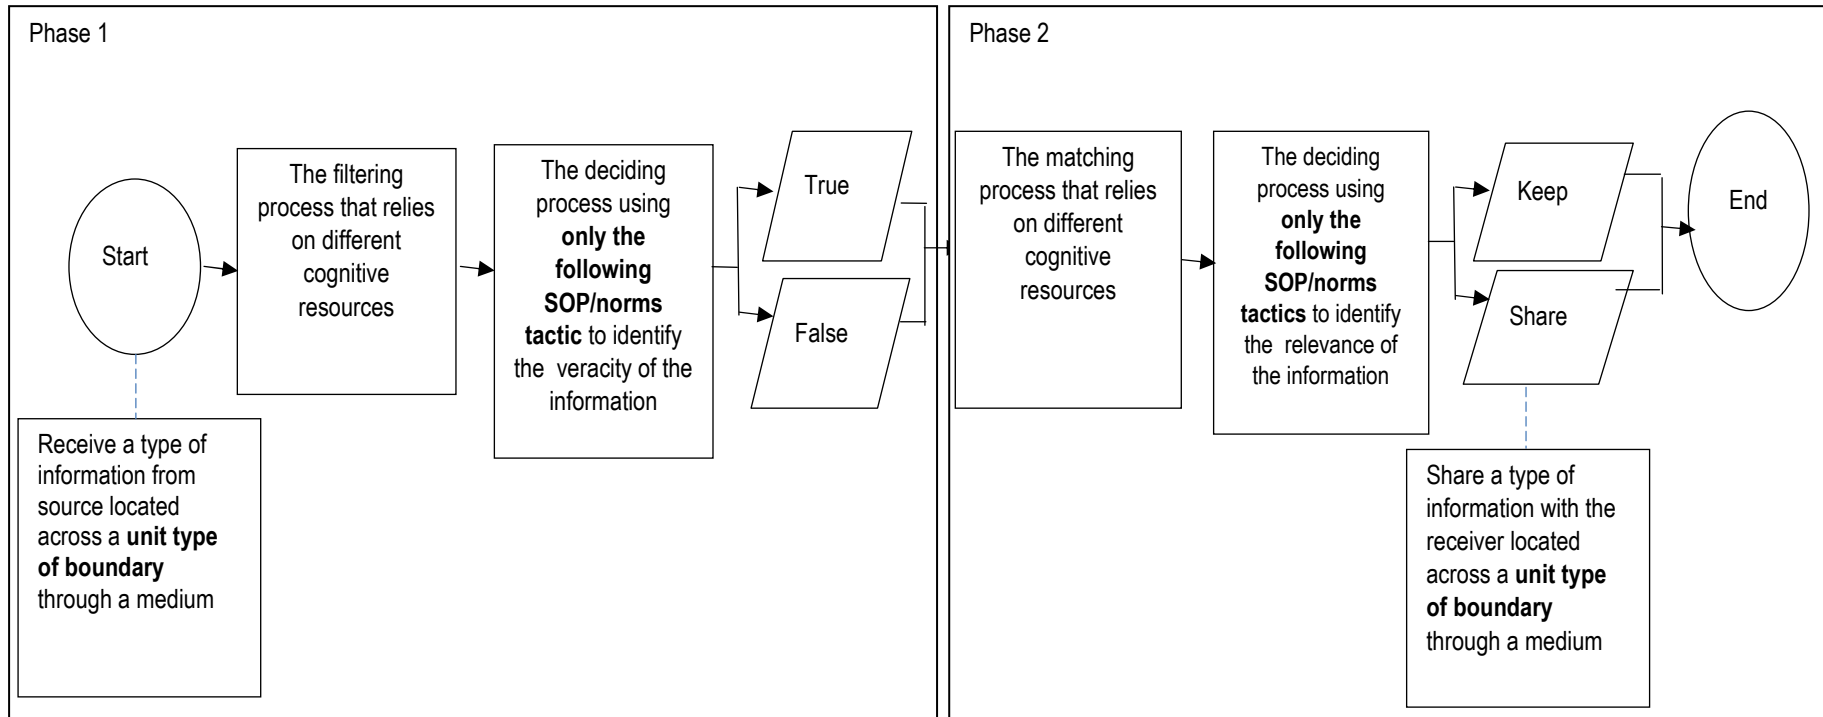 Phase 1
Start
Receive a type of
information from
source located
across a unit type
of boundary
through a medium
The filtering
process that relies
on different
cognitive
resources
The deciding
process using
only the
following
SOP/norms
tactic to identify
the veracity of the
information
True
False
Phase 2
The matching
process that relies
on different
cognitive
resources
The deciding
process using
only the
following
SOP/norms
tactics to identify
the relevance of
the information
Keep
Share
Share a type of
information with the
receiver located
across a unit type
of boundary
through a medium
End